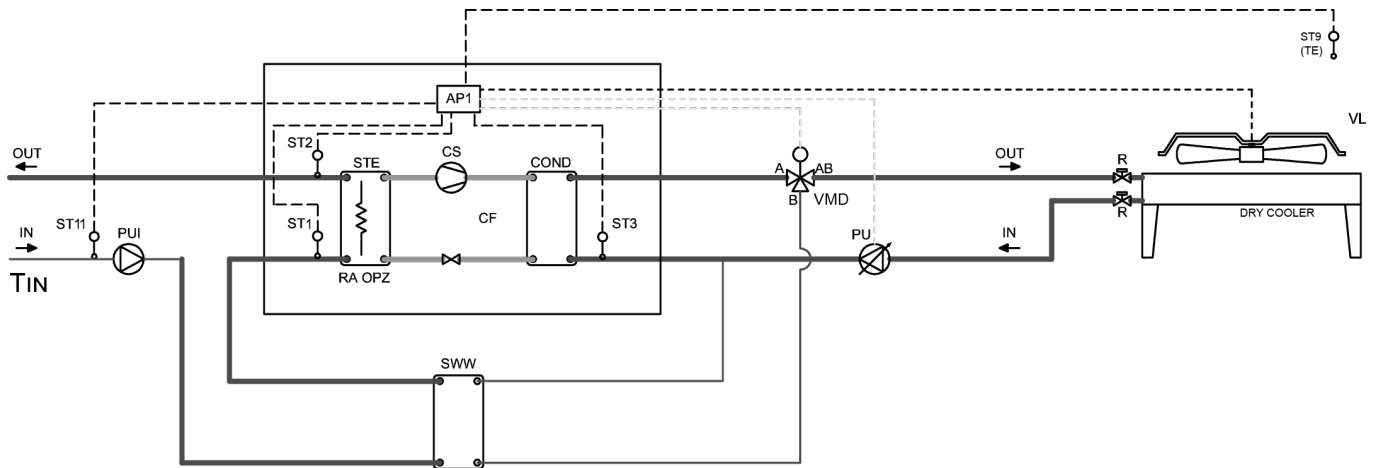 ST9
(TE)
AP1
VL
ST2
OUT
STE
CS
COND
OUT
R
A
AB
B
VMD
CF
ST11
ST1
ST3
R
DRY COOLER
IN
PUI
PU
IN
TIN
RA OPZ
SWW